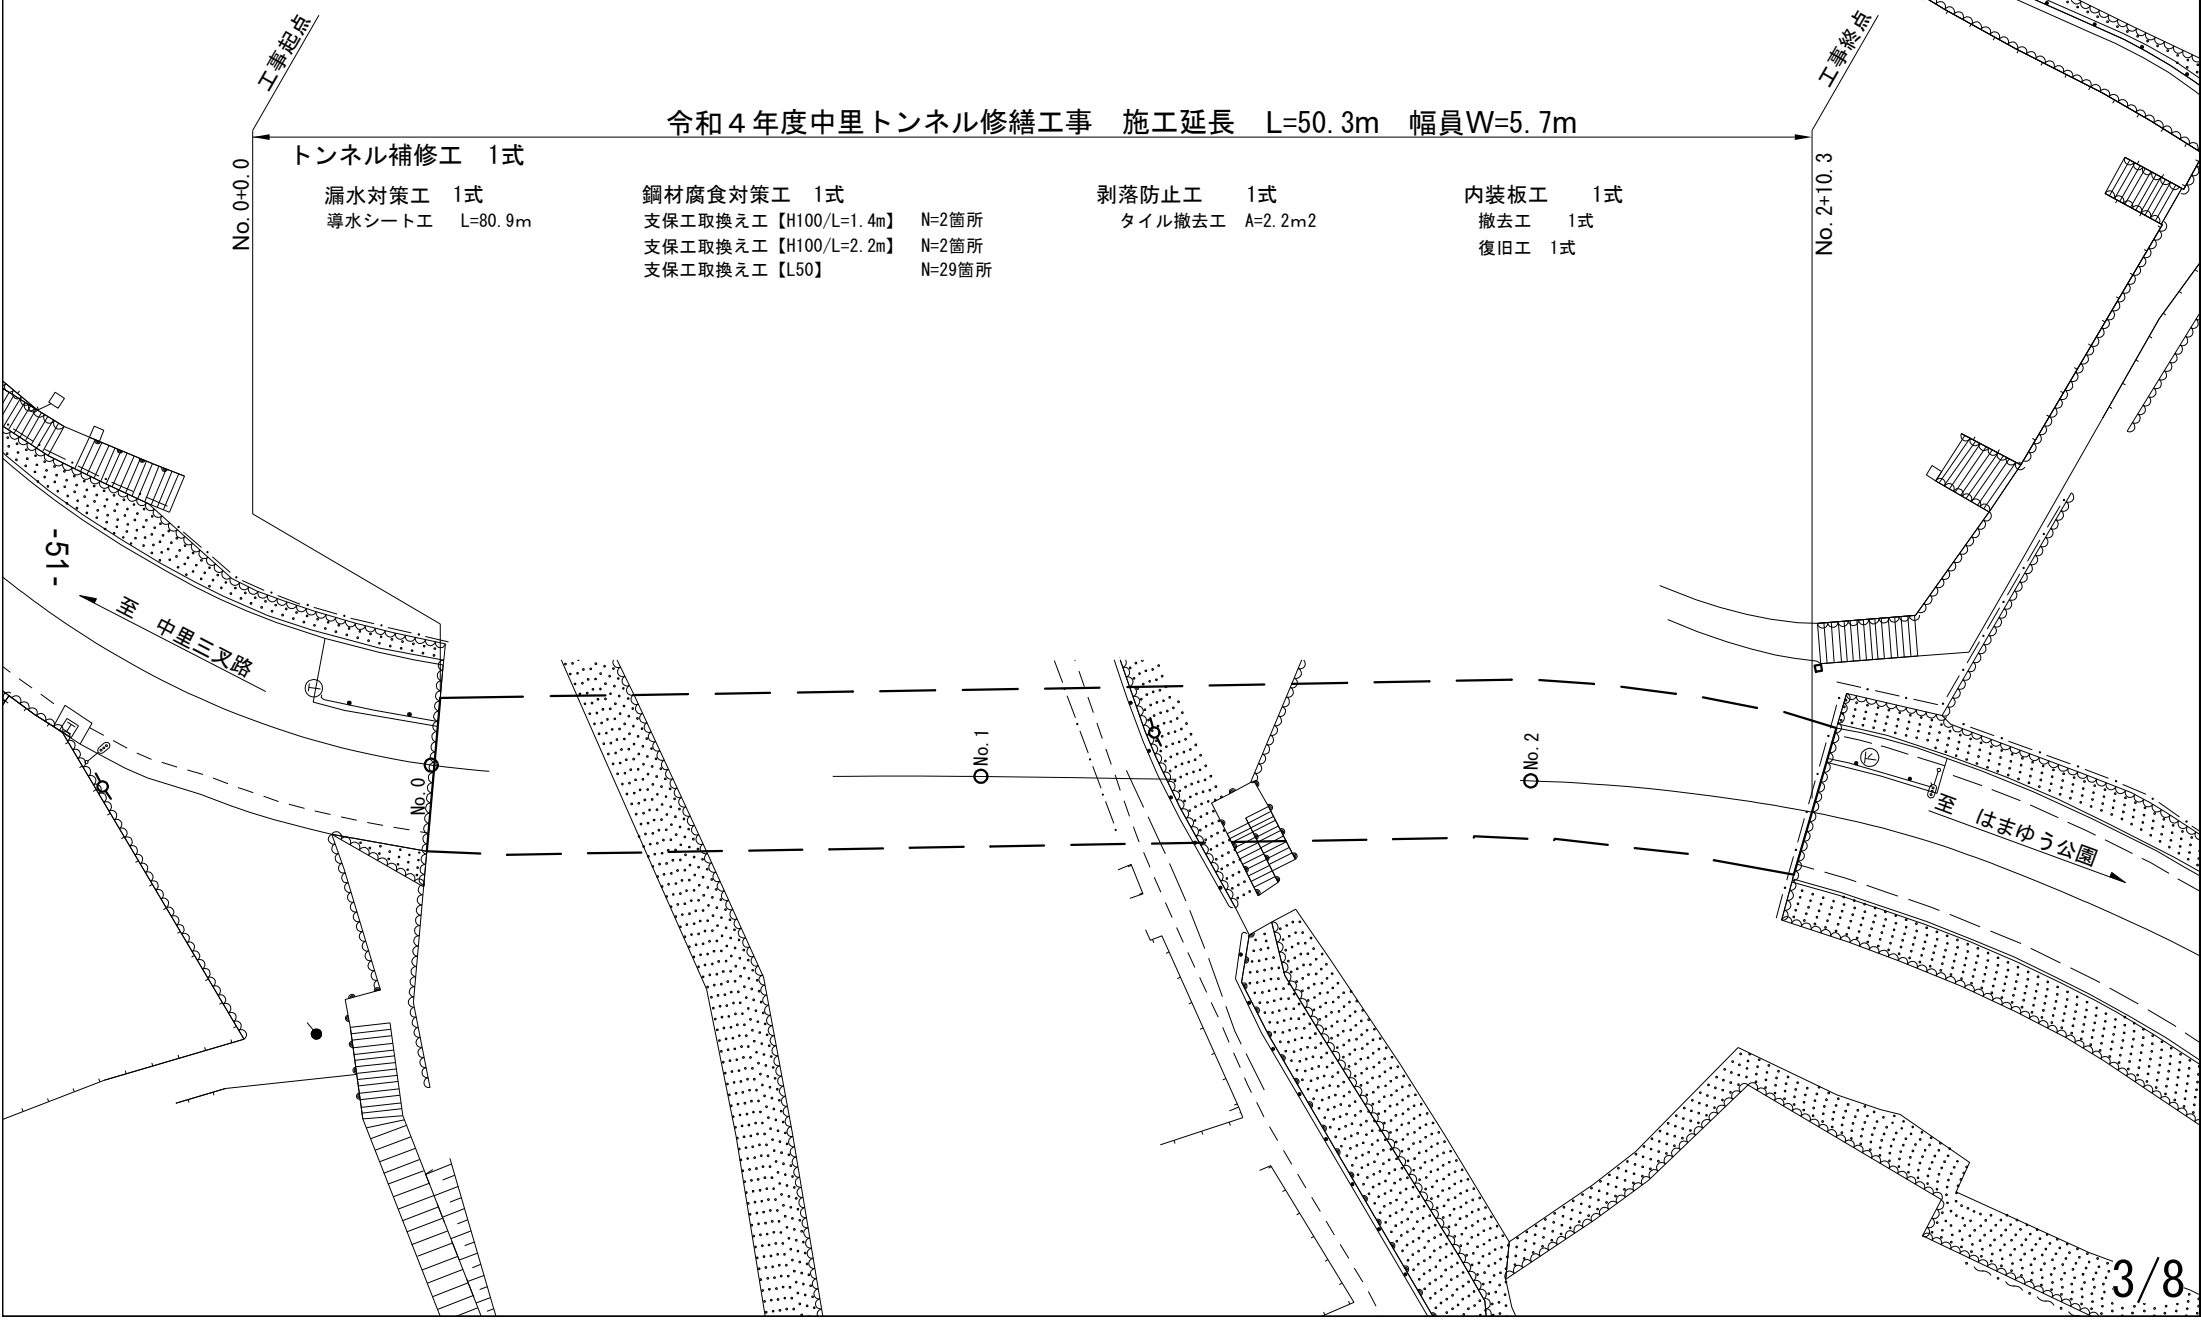 工事起点
工事終点
令和４年度中里トンネル修繕工事　施工延長　L=50.3m　幅員W=5.7m
No.0+0.0
No.2+10.3
トンネル補修工　1式
漏水対策工　1式
導水シートエ　L=80.9m
鋼材腐食対策工　1式
支保工取換え工【H100/L=1.4m】　N=2箇所
支保工取換え工【H100/L=2.2m】　N=2箇所
支保工取換え工【L50】　N=29箇所
剥落防止工　1式
タイル撤去工　A=2.2m2
内装板工　1式
撤去工　1式
復旧工　1式
-51-
至　中里三叉路
No.0
No.1
No.2
至　はまゆう公園
3/8